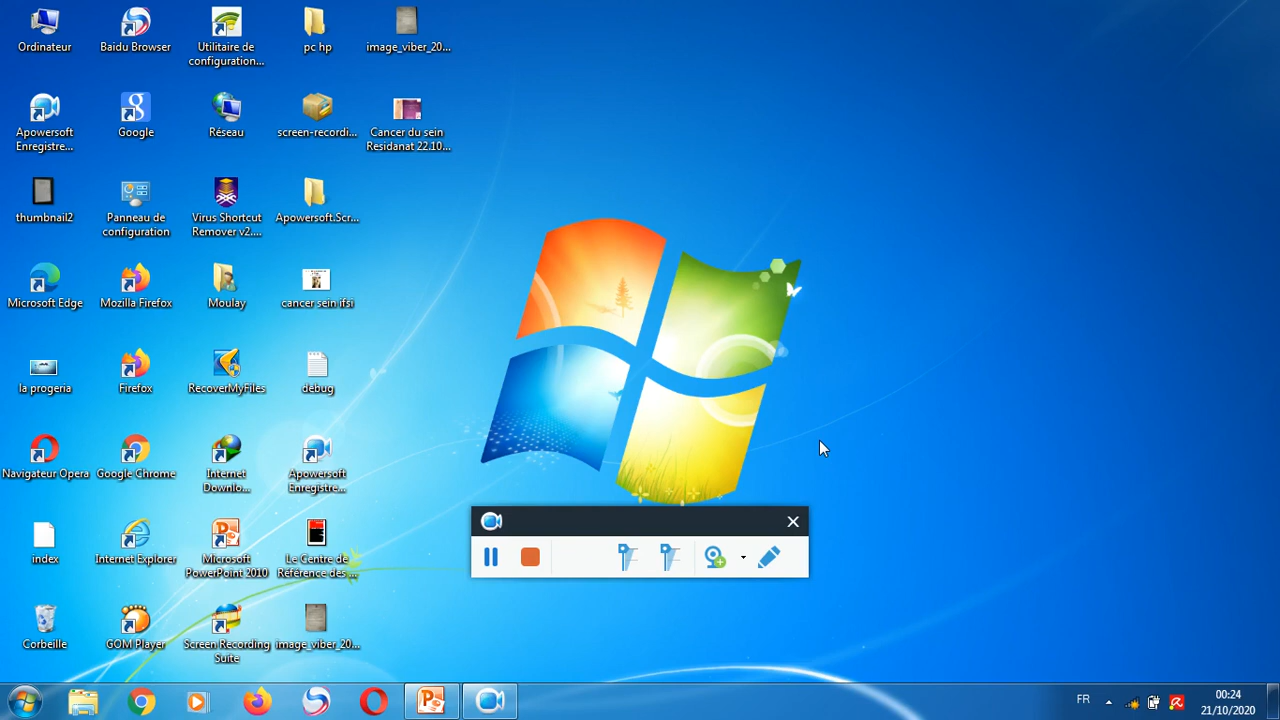 Ordinateur
Baidu Browser
Utilitaire de
configuration...
pc hp
image_viber_20...
Apowersoft
Enregistre...
Google
Réseau
screen-recordi...
Cancer du sein
Residanat 22.10...
thumbnail2
Panneau de
configuration
Virus Shortcut
Remover v2....
Apowersoft.Scr...
Microsoft Edge
Mozilla Firefox
Moulay
cancer sein ifsi
la progeria
Firefox
RecoverMyFiles
debug
Navigateur Opera
Google Chrome
Internet
Downlo...
Apowersoft
Enregistre...
index
Internet Explorer
Microsoft
PowerPoint 2010
Le Centre de
Référence des ...
Corbeille
GOM Player
Screen Recording
Suite
image_viber_20...
FR
00:24
21/10/2020